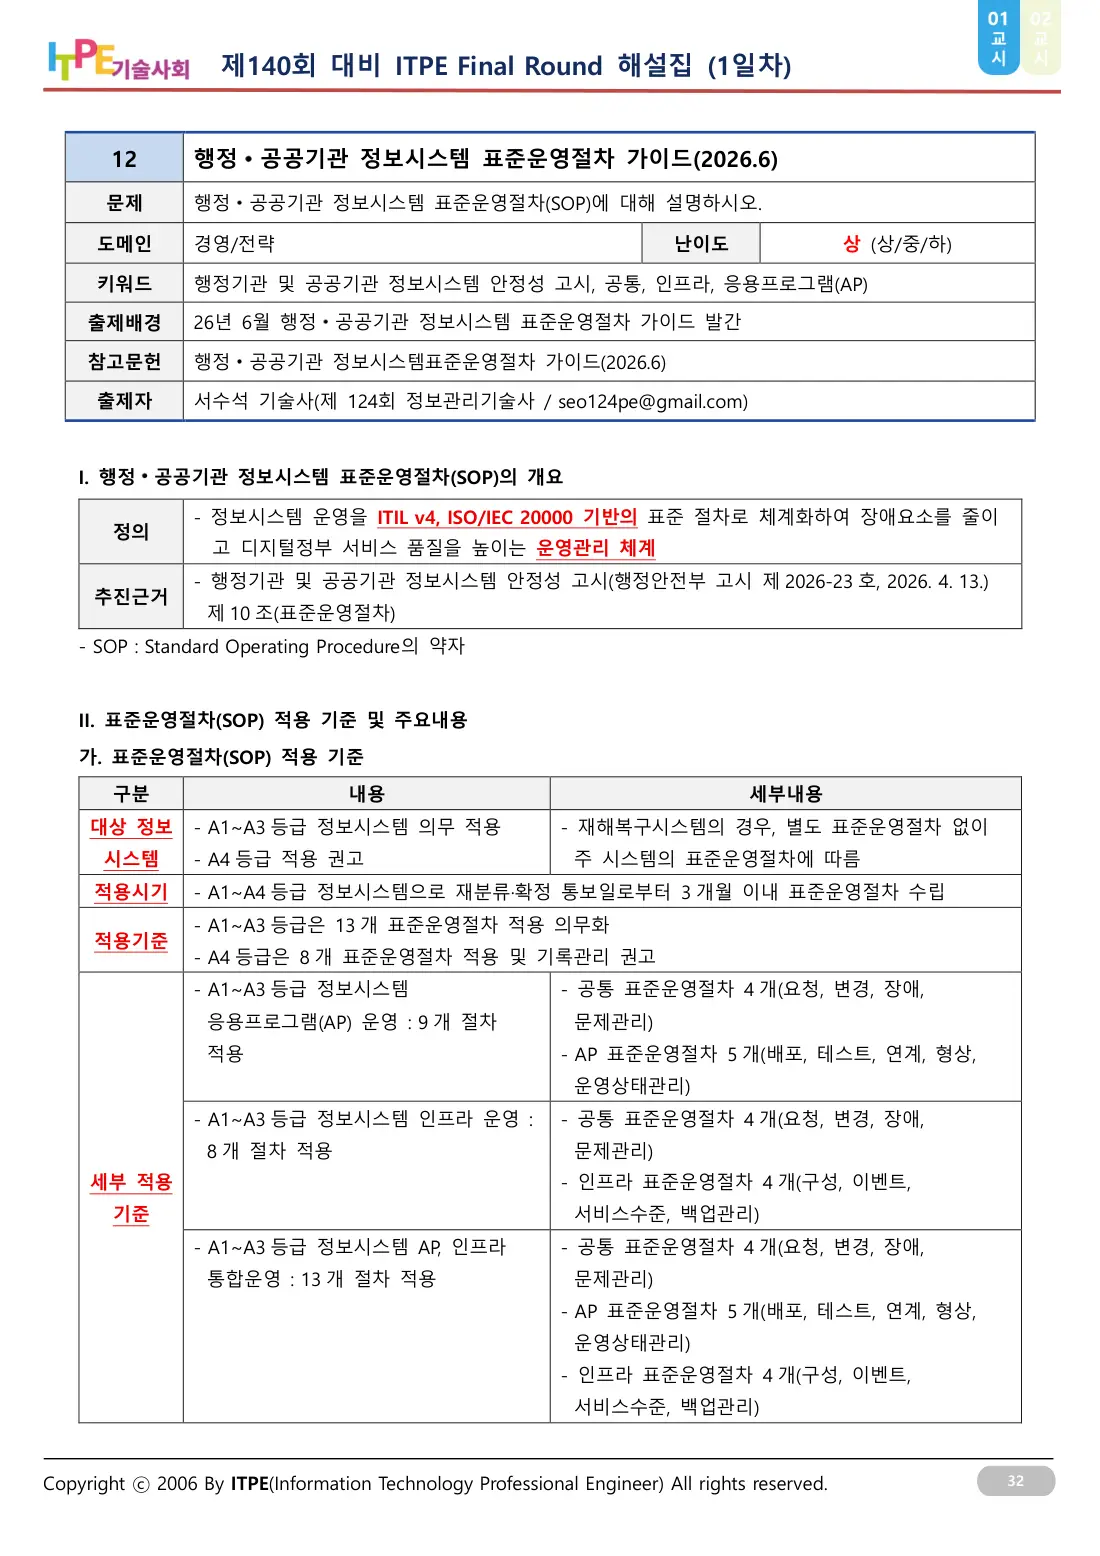 01
교
시
02
교
시
ITPE기술사회 제140회 대비 ITPE Final Round 해설집 (1일차)
12 행정•공공기관 정보시스템 표준운영절차 가이드(2026.6)
문제 행정•공공기관 정보시스템 표준운영절차(SOP)에 대해 설명하시오.
도메인 경영/전략 난이도 상 (상/중/하)
키워드 행정기관 및 공공기관 정보시스템 안정성 고시, 공통, 인프라, 응용프로그램(AP)
출제배경 26년 6월 행정•공공기관 정보시스템 표준운영절차 가이드 발간
참고문헌 행정•공공기관 정보시스템표준운영절차 가이드(2026.6)
출제자 서수석 기술사(제 124회 정보관리기술사 / seo124pe@gmail.com)
I. 행정•공공기관 정보시스템 표준운영절차(SOP)의 개요
정의
- 정보시스템 운영을 ITIL v4, ISO/IEC 20000 기반의 표준 절차로 체계화하여 장애요소를 줄이
고 디지털정부 서비스 품질을 높이는 운영관리 체계
추진근거
- 행정기관 및 공공기관 정보시스템 안정성 고시(행정안전부 고시 제 2026-23 호, 2026. 4. 13.)
제 10 조(표준운영절차)
- SOP : Standard Operating Procedure의 약자
II. 표준운영절차(SOP) 적용 기준 및 주요내용
가. 표준운영절차(SOP) 적용 기준
구분 내용 세부내용
대상 정보
시스템
- A1~A3 등급 정보시스템 의무 적용
- A4 등급 적용 권고
- 재해복구시스템의 경우, 별도 표준운영절차 없이
주 시스템의 표준운영절차에 따름
적용시기 - A1~A4 등급 정보시스템으로 재분류·확정 통보일로부터 3 개월 이내 표준운영절차 수립
적용기준
- A1~A3 등급은 13 개 표준운영절차 적용 의무화
- A4 등급은 8 개 표준운영절차 적용 및 기록관리 권고
세부 적용
기준
- A1~A3 등급 정보시스템
응용프로그램(AP) 운영 : 9 개 절차
적용
- 공통 표준운영절차 4 개(요청, 변경, 장애,
문제관리)
- AP 표준운영절차 5 개(배포, 테스트, 연계, 형상,
운영상태관리)
- A1~A3 등급 정보시스템 인프라 운영 :
8 개 절차 적용
- 공통 표준운영절차 4 개(요청, 변경, 장애,
문제관리)
- 인프라 표준운영절차 4 개(구성, 이벤트,
서비스수준, 백업관리)
- A1~A3 등급 정보시스템 AP, 인프라
통합운영 : 13 개 절차 적용
- 공통 표준운영절차 4 개(요청, 변경, 장애,
문제관리)
- AP 표준운영절차 5 개(배포, 테스트, 연계, 형상,
운영상태관리)
- 인프라 표준운영절차 4 개(구성, 이벤트,
서비스수준, 백업관리)
Copyright ⓒ 2006 By ITPE(Information Technology Professional Engineer) All rights reserved.
32